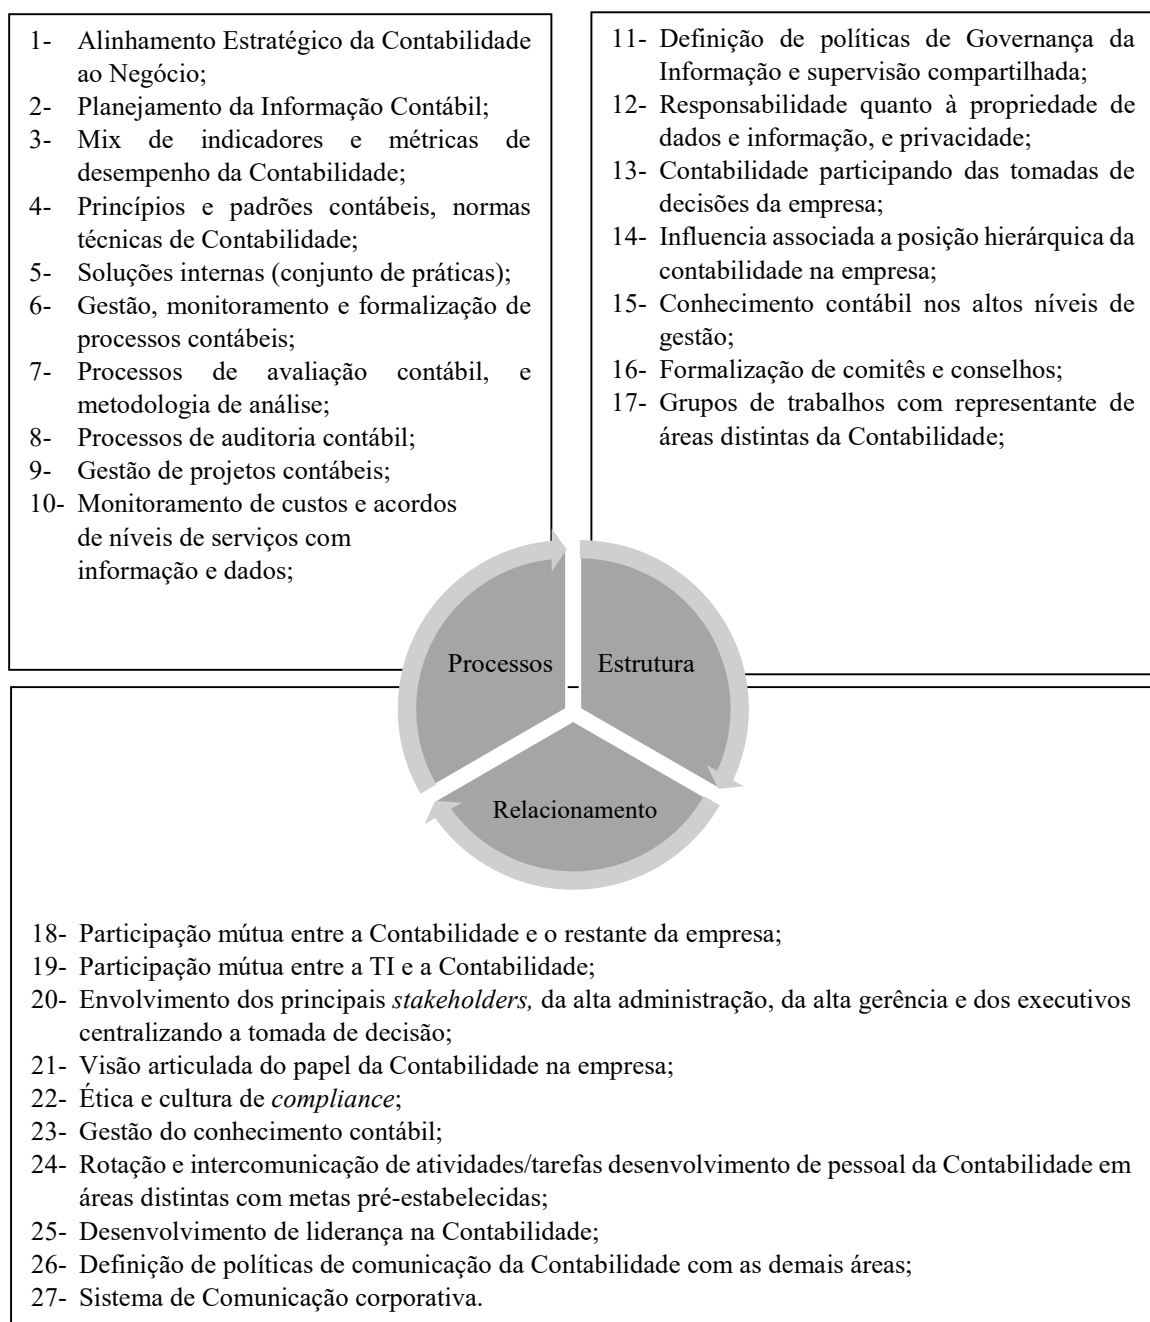 1- Alinhamento Estratégico da Contabilidade
ao Negócio;
2- Planejamento da Informação Contábil;
3- Mix de indicadores e métricas de
desempenho da Contabilidade;
4- Princípios e padrões contábeis, normas
técnicas de Contabilidade;
5- Soluções internas (conjunto de práticas);
6- Gestão, monitoramento e formalização de
processos contábeis;
7- Processos de avaliação contábil, e
metodologia de análise;
8- Processos de auditoria contábil;
9- Gestão de projetos contábeis;
10- Monitoramento de custos e acordos
de níveis de serviços com
informação e dados;
11- Definição de políticas de Governança da
Informação e supervisão compartilhada;
12- Responsabilidade quanto à propriedade de
dados e informação, e privacidade;
13- Contabilidade participando das tomadas de
decisões da empresa;
14- Influencia associada a posição hierárquica da
contabilidade na empresa;
15- Conhecimento contábil nos altos níveis de
gestão;
16- Formalização de comitês e conselhos;
17- Grupos de trabalhos com representante de
áreas distintas da Contabilidade;
Processos
Estrutura
Relacionamento
18- Participação mútua entre a Contabilidade e o restante da empresa;
19- Participação mútua entre a TI e a Contabilidade;
20- Envolvimento dos principais stakeholders, da alta administração, da alta gerência e dos executivos
centralizando a tomada de decisão;
21- Visão articulada do papel da Contabilidade na empresa;
22- Ética e cultura de compliance;
23- Gestão do conhecimento contábil;
24- Rotação e intercomunicação de atividades/tarefas desenvolvimento de pessoal da Contabilidade em
áreas distintas com metas pré-estabelecidas;
25- Desenvolvimento de liderança na Contabilidade;
26- Definição de políticas de comunicação da Contabilidade com as demais áreas;
27- Sistema de Comunicação corporativa.